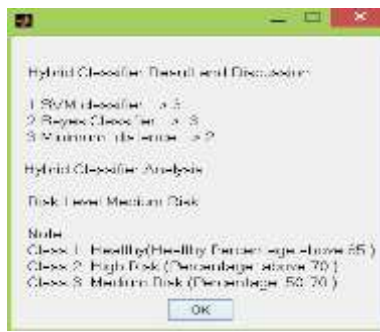 Hybrid Classifier Result and Discussion
1 SVM classifier -> 3
2 Bayes Classifier -> 3
3 Minimum distance -> 2
Hybrid Classifier Analysis
Risk Level Medium Risk
Note
Class 1 Healthy(Healthy Percentage above
Class 2 High Risk (Percentage above 70 )
Class 3 Medium Risk (Percentage 50-70 )
OK